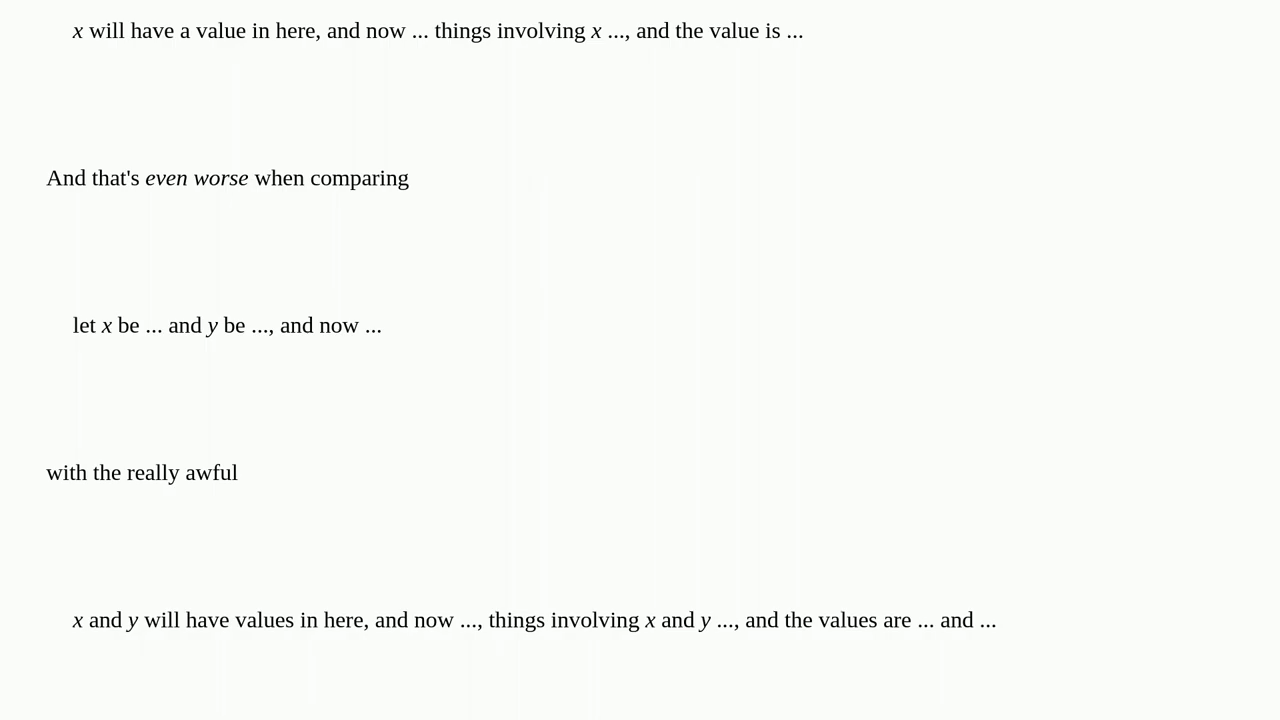 x will have a value in here, and now ... things involving x ..., and the value is ...
And that's even worse when comparing
let x be ... and y be ..., and now ...
with the really awful
x and y will have values in here, and now ..., things involving x and y ..., and the values are ... and ...